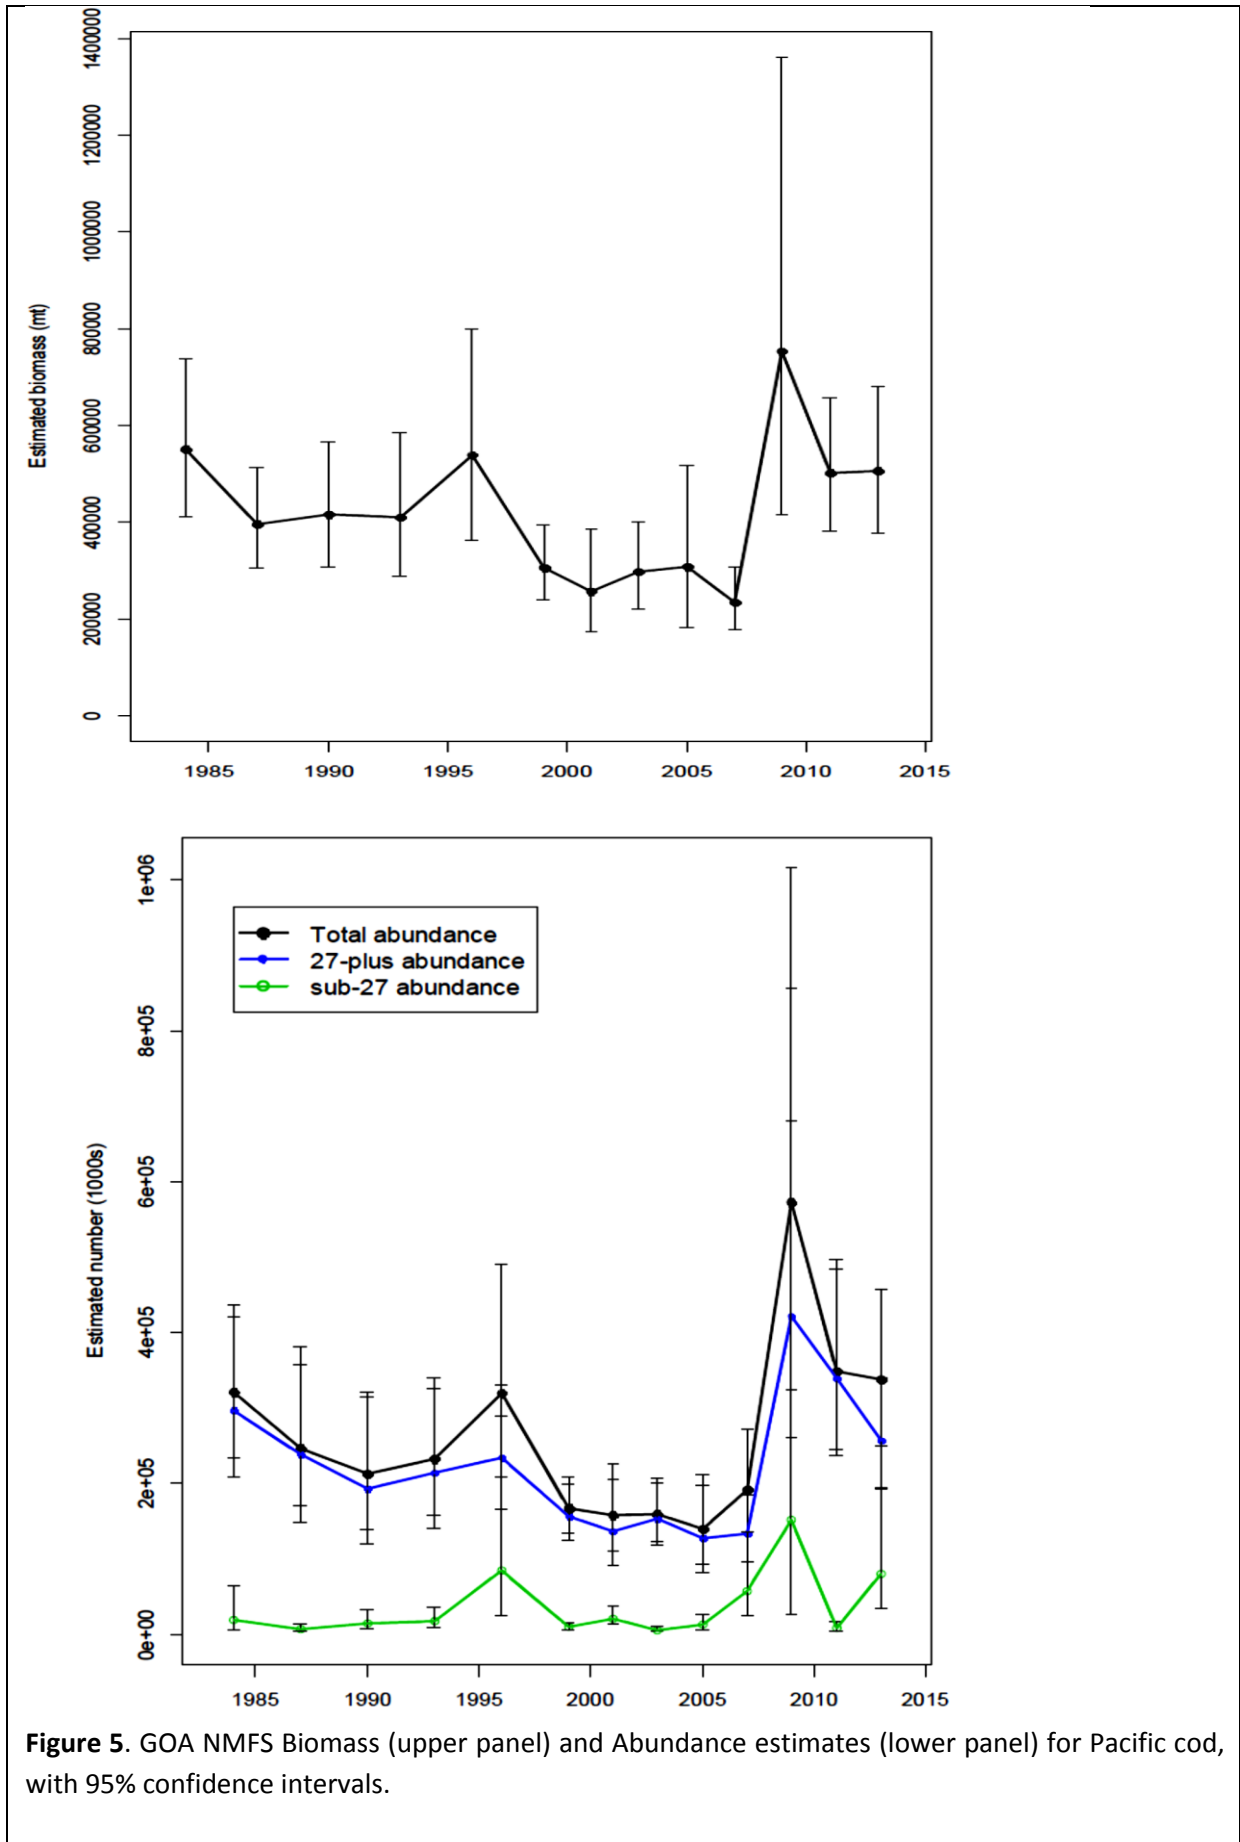 1400000
1200000
1000000
800000
600000
400000
200000
0
Estimated biomass (mt)
1985 1990 1995 2000 2005 2010 2015
1e+06
8e+05
6e+05
4e+05
2e+05
0e+00
Estimated number (1000s)
Total abundance
27-plus abundance
sub-27 abundance
1985 1990 1995 2000 2005 2010 2015
Figure 5. GOA NMFS Biomass (upper panel) and Abundance estimates (lower panel) for Pacific cod,
with 95% confidence intervals.